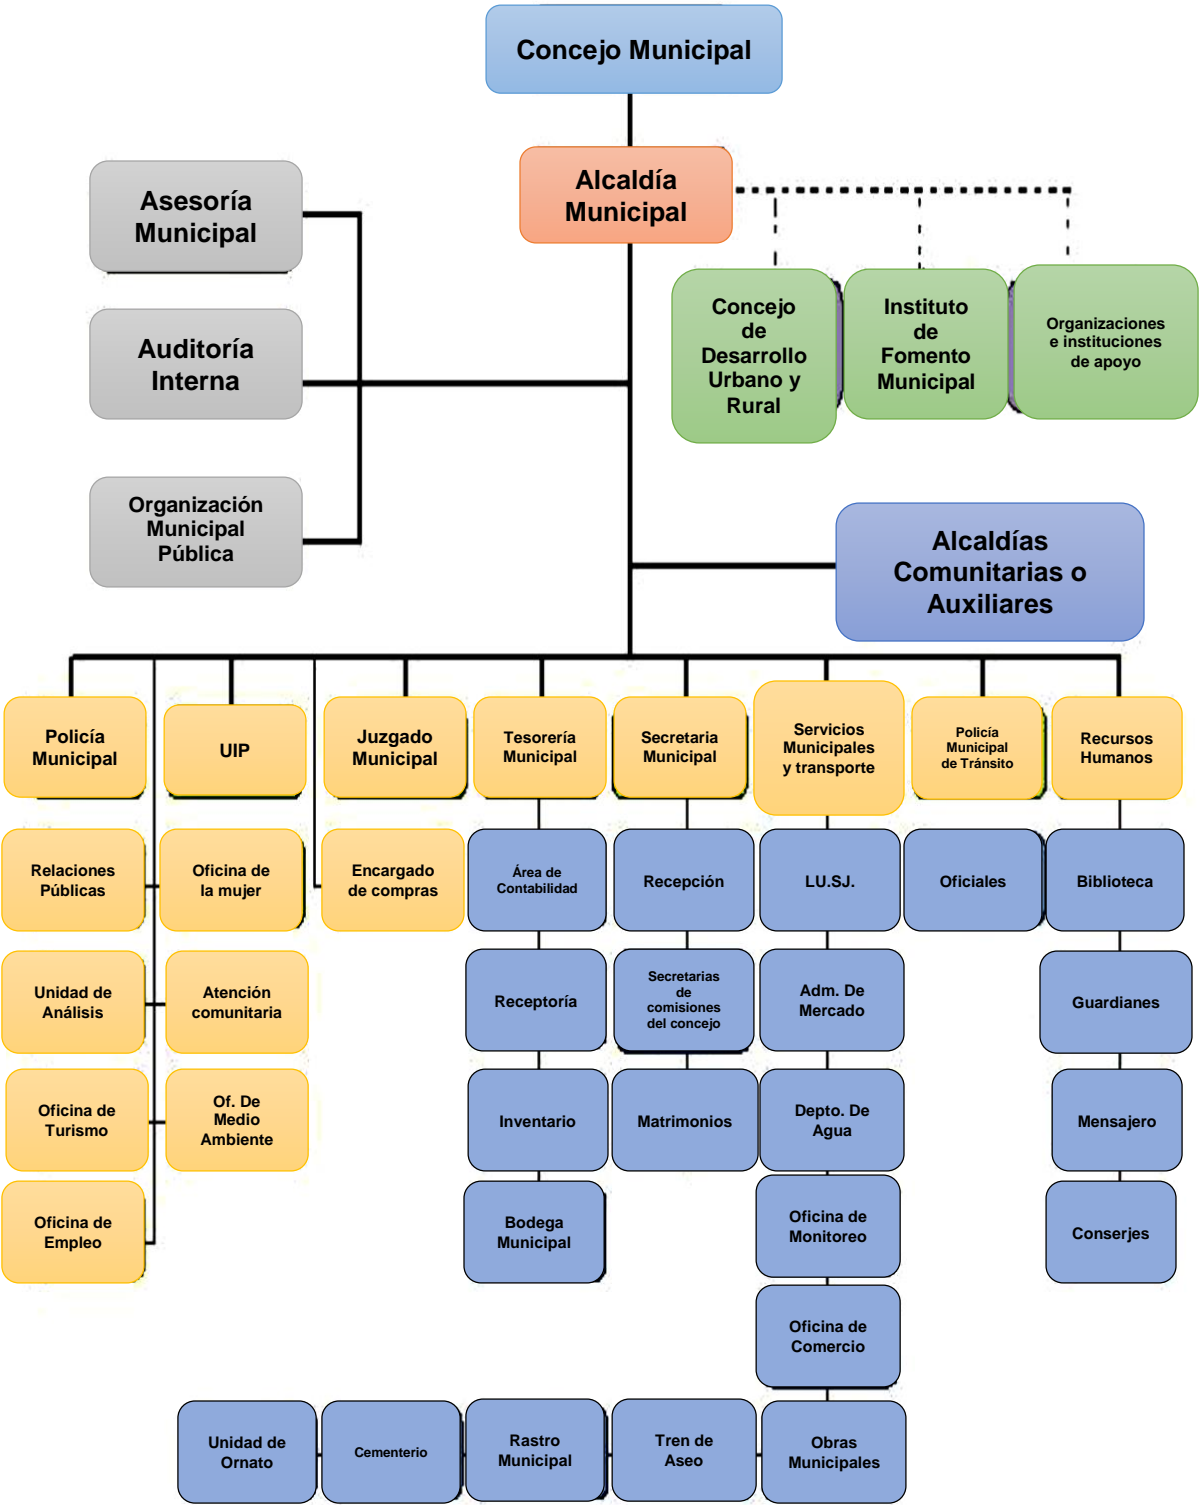 Concejo Municipal
Alcaldía
Municipal
Asesoría
Municipal
Auditoría
Interna
Organización
Municipal
Pública
Concejo
de
Desarrollo
Urbano y
Rural
Instituto
de
Fomento
Municipal
Organizaciones
e instituciones
de apoyo
Alcaldías
Comunitarias o
Auxiliares
Policía
Municipal
UIP
Juzgado
Municipal
Tesorería
Municipal
Secretaria
Municipal
Servicios
Municipales
y transporte
Policía
Municipal
de Tránsito
Recursos
Humanos
Relaciones
Públicas
Oficina de
la mujer
Encargado
de compras
Área de
Contabilidad
Recepción
LU.SJ.
Oficiales
Biblioteca
Unidad de
Análisis
Atención
comunitaria
Receptoría
Secretarias
de
comisiones
del concejo
Adm. De
Mercado
Guardianes
Oficina de
Turismo
Of. De
Medio
Ambiente
Inventario
Matrimonios
Depto. De
Agua
Mensajero
Oficina de
Empleo
Bodega
Municipal
Oficina de
Monitoreo
Conserjes
Oficina de
Comercio
Unidad de
Ornato
Cementerio
Rastro
Municipal
Tren de
Aseo
Obras
Municipales